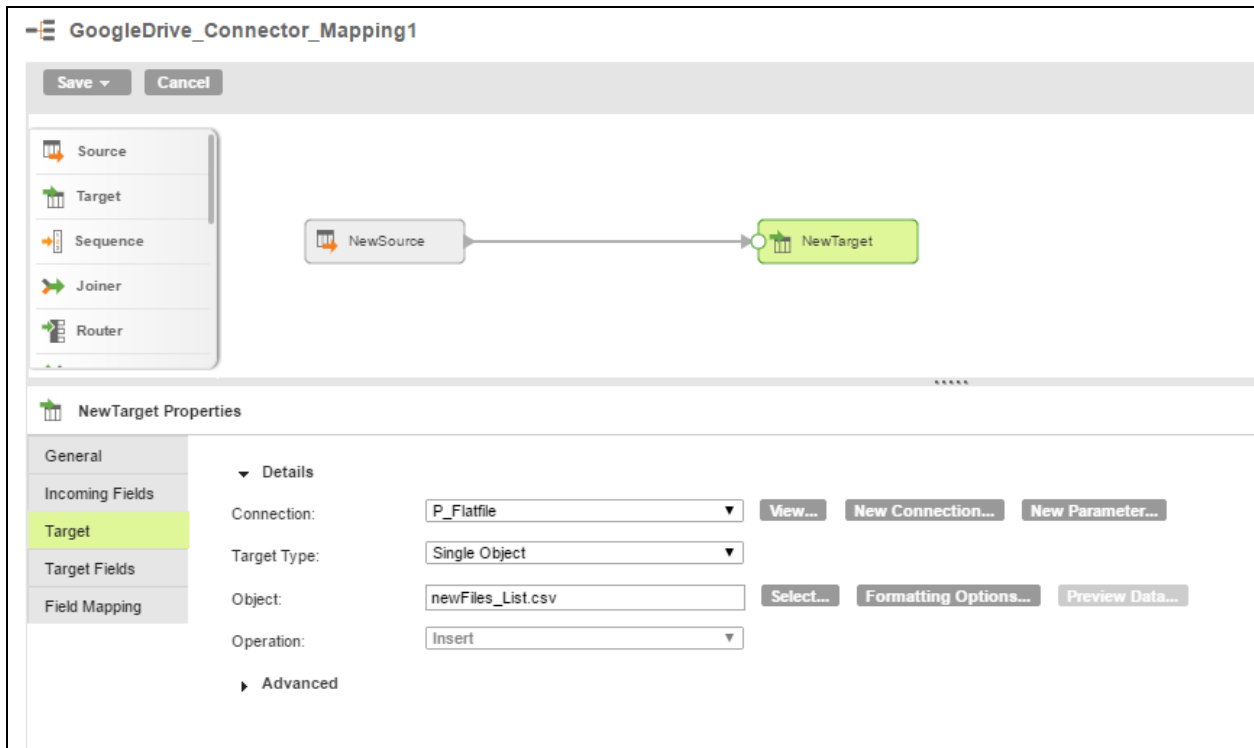 GoogleDrive_Connector_Mapping1
Save Cancel
Source
Target
Sequence
Joiner
Router
NewSource NewTarget
NewTarget Properties
General
Incoming Fields
Target
Target Fields
Field Mapping
Details
Connection: P_Flatfile View... New Connection... New Parameter...
Target Type: Single Object
Object: newFiles_List.csv Select... Formatting Options... Preview Data...
Operation: Insert
Advanced